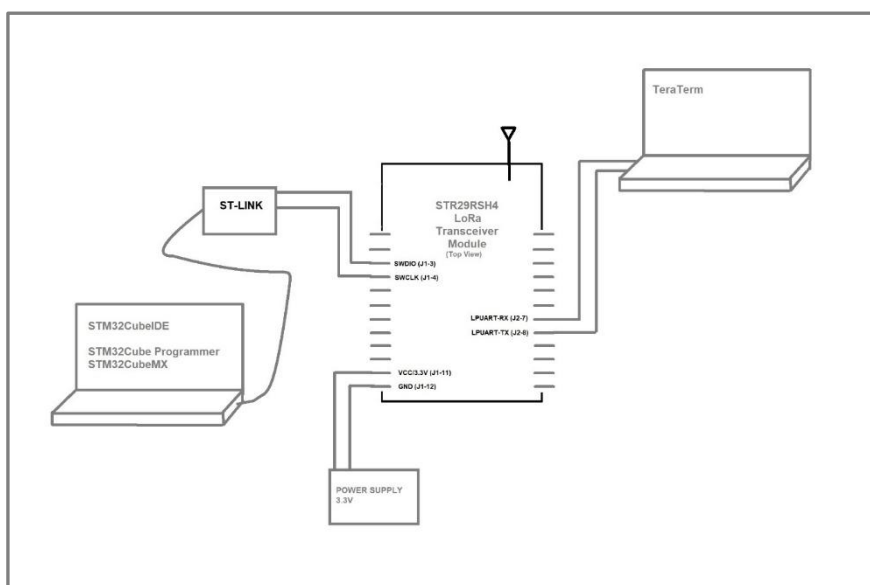 TeraTerm
ST-LINK
STR29RSH4
LoRa
Transceiver
Module
(Top View)
SWDIO (J1-3)
SWCLK (J1-4)
LPUART-RX (J2-7)
LPUART-TX (J2-8)
STM32CubeIDE
STM32Cube Programmer
STM32CubeMX
VCC/3.3V (J1-11)
GND (J1-12)
POWER SUPPLY
3.3V